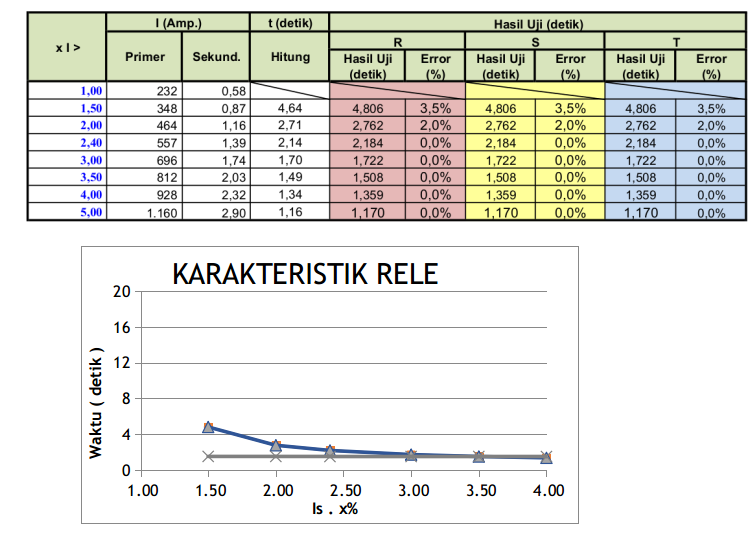 x I > I (Amp.) t (detik) Hasil Uji (detik)
Primer Sekund. Hitung R S T
Hasil Uji (detik) Error (%) Hasil Uji (detik) Error (%) Hasil Uji (detik) Error (%)
1,00 232 0,58
1,50 348 0,87 4,64 4,806 3,5% 4,806 3,5% 4,806 3,5%
2,00 464 1,16 2,71 2,762 2,0% 2,762 2,0% 2,762 2,0%
2,40 557 1,39 2,14 2,184 0,0% 2,184 0,0% 2,184 0,0%
3,00 696 1,74 1,70 1,722 0,0% 1,722 0,0% 1,722 0,0%
3,50 812 2,03 1,49 1,508 0,0% 1,508 0,0% 1,508 0,0%
4,00 928 2,32 1,34 1,359 0,0% 1,359 0,0% 1,359 0,0%
5,00 1.160 2,90 1,16 1,170 0,0% 1,170 0,0% 1,170 0,0%
KARAKTERISTIK RELE
Waktu ( detik )
20
16
12
8
4
0
1.00 1.50 2.00 2.50 3.00 3.50 4.00
Is . x%